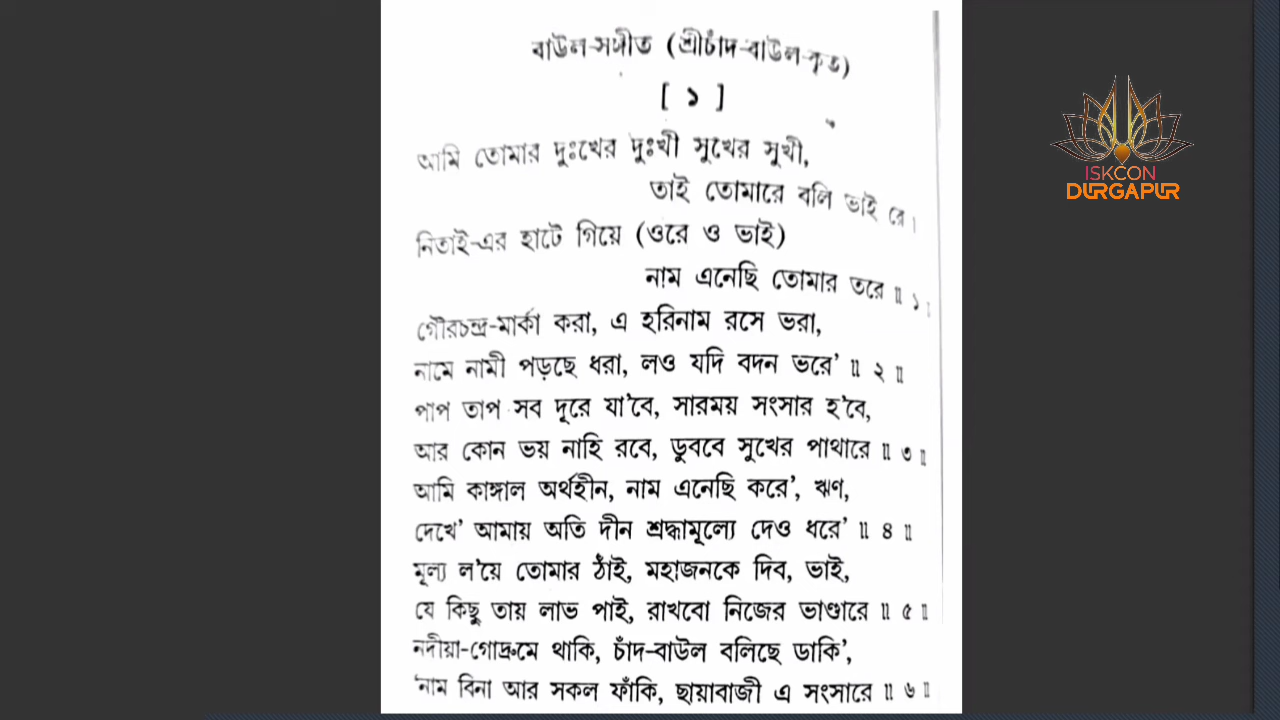 বাউল-সঙ্গীত (শ্রীচাঁদ-বাউল-কৃত)
[ ১ ]
আমি তোমার দুঃখের দুঃখী সুখের সুখী,
তাই তোমারে বলি ভাই রে।
নিতাই-এর হাটে গিয়ে (ওরে ও ভাই)
নাম এনেছি তোমার তরে ॥ ১ ॥
গৌরচন্দ্র-মার্কা করা, এ হরিনাম রসে ভরা,
নামে নামী পড়ছে ধরা, লও যদি বদন ভরে' ॥ ২ ॥
পাপ তাপ সব দূরে যা'বে, সারময় সংসার হ'বে,
আর কোন ভয় নাহি রবে, ডুববে সুখের পাথারে ॥ ৩ ॥
আমি কাঙ্গাল অর্থহীন, নাম এনেছি করে', ঋণ,
দেখে' আমায় অতি দীন শ্রদ্ধামূল্যে দেও ধরে' ॥ ৪ ॥
মূল্য ল'য়ে তোমার ঠাঁই, মহাজনকে দিব, ভাই,
যে কিছু তায় লাভ পাই, রাখবো নিজের ভাণ্ডারে ॥ ৫ ॥
নদীয়া-গোদ্রুমে থাকি, চাঁদ-বাউল বলিছে ডাকি',
'নাম বিনা আর সকল ফাঁকি, ছায়াবাজী এ সংসারে ॥ ৬ ॥
ISKCON
DURGAPUR